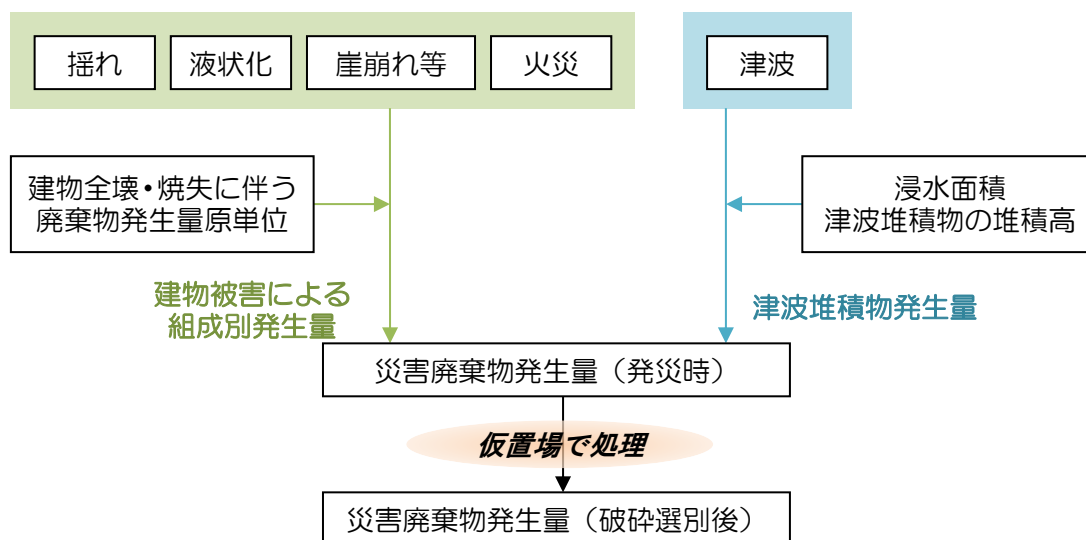 揺れ
液状化
崖崩れ等
火災
津波
建物全壊・焼失に伴う
廃棄物発生量原単位
浸水面積
津波堆積物の堆積高
建物被害による
組成別発生量
津波堆積物発生量
災害廃棄物発生量（発災時）
仮置場で処理
災害廃棄物発生量（破砕選別後）